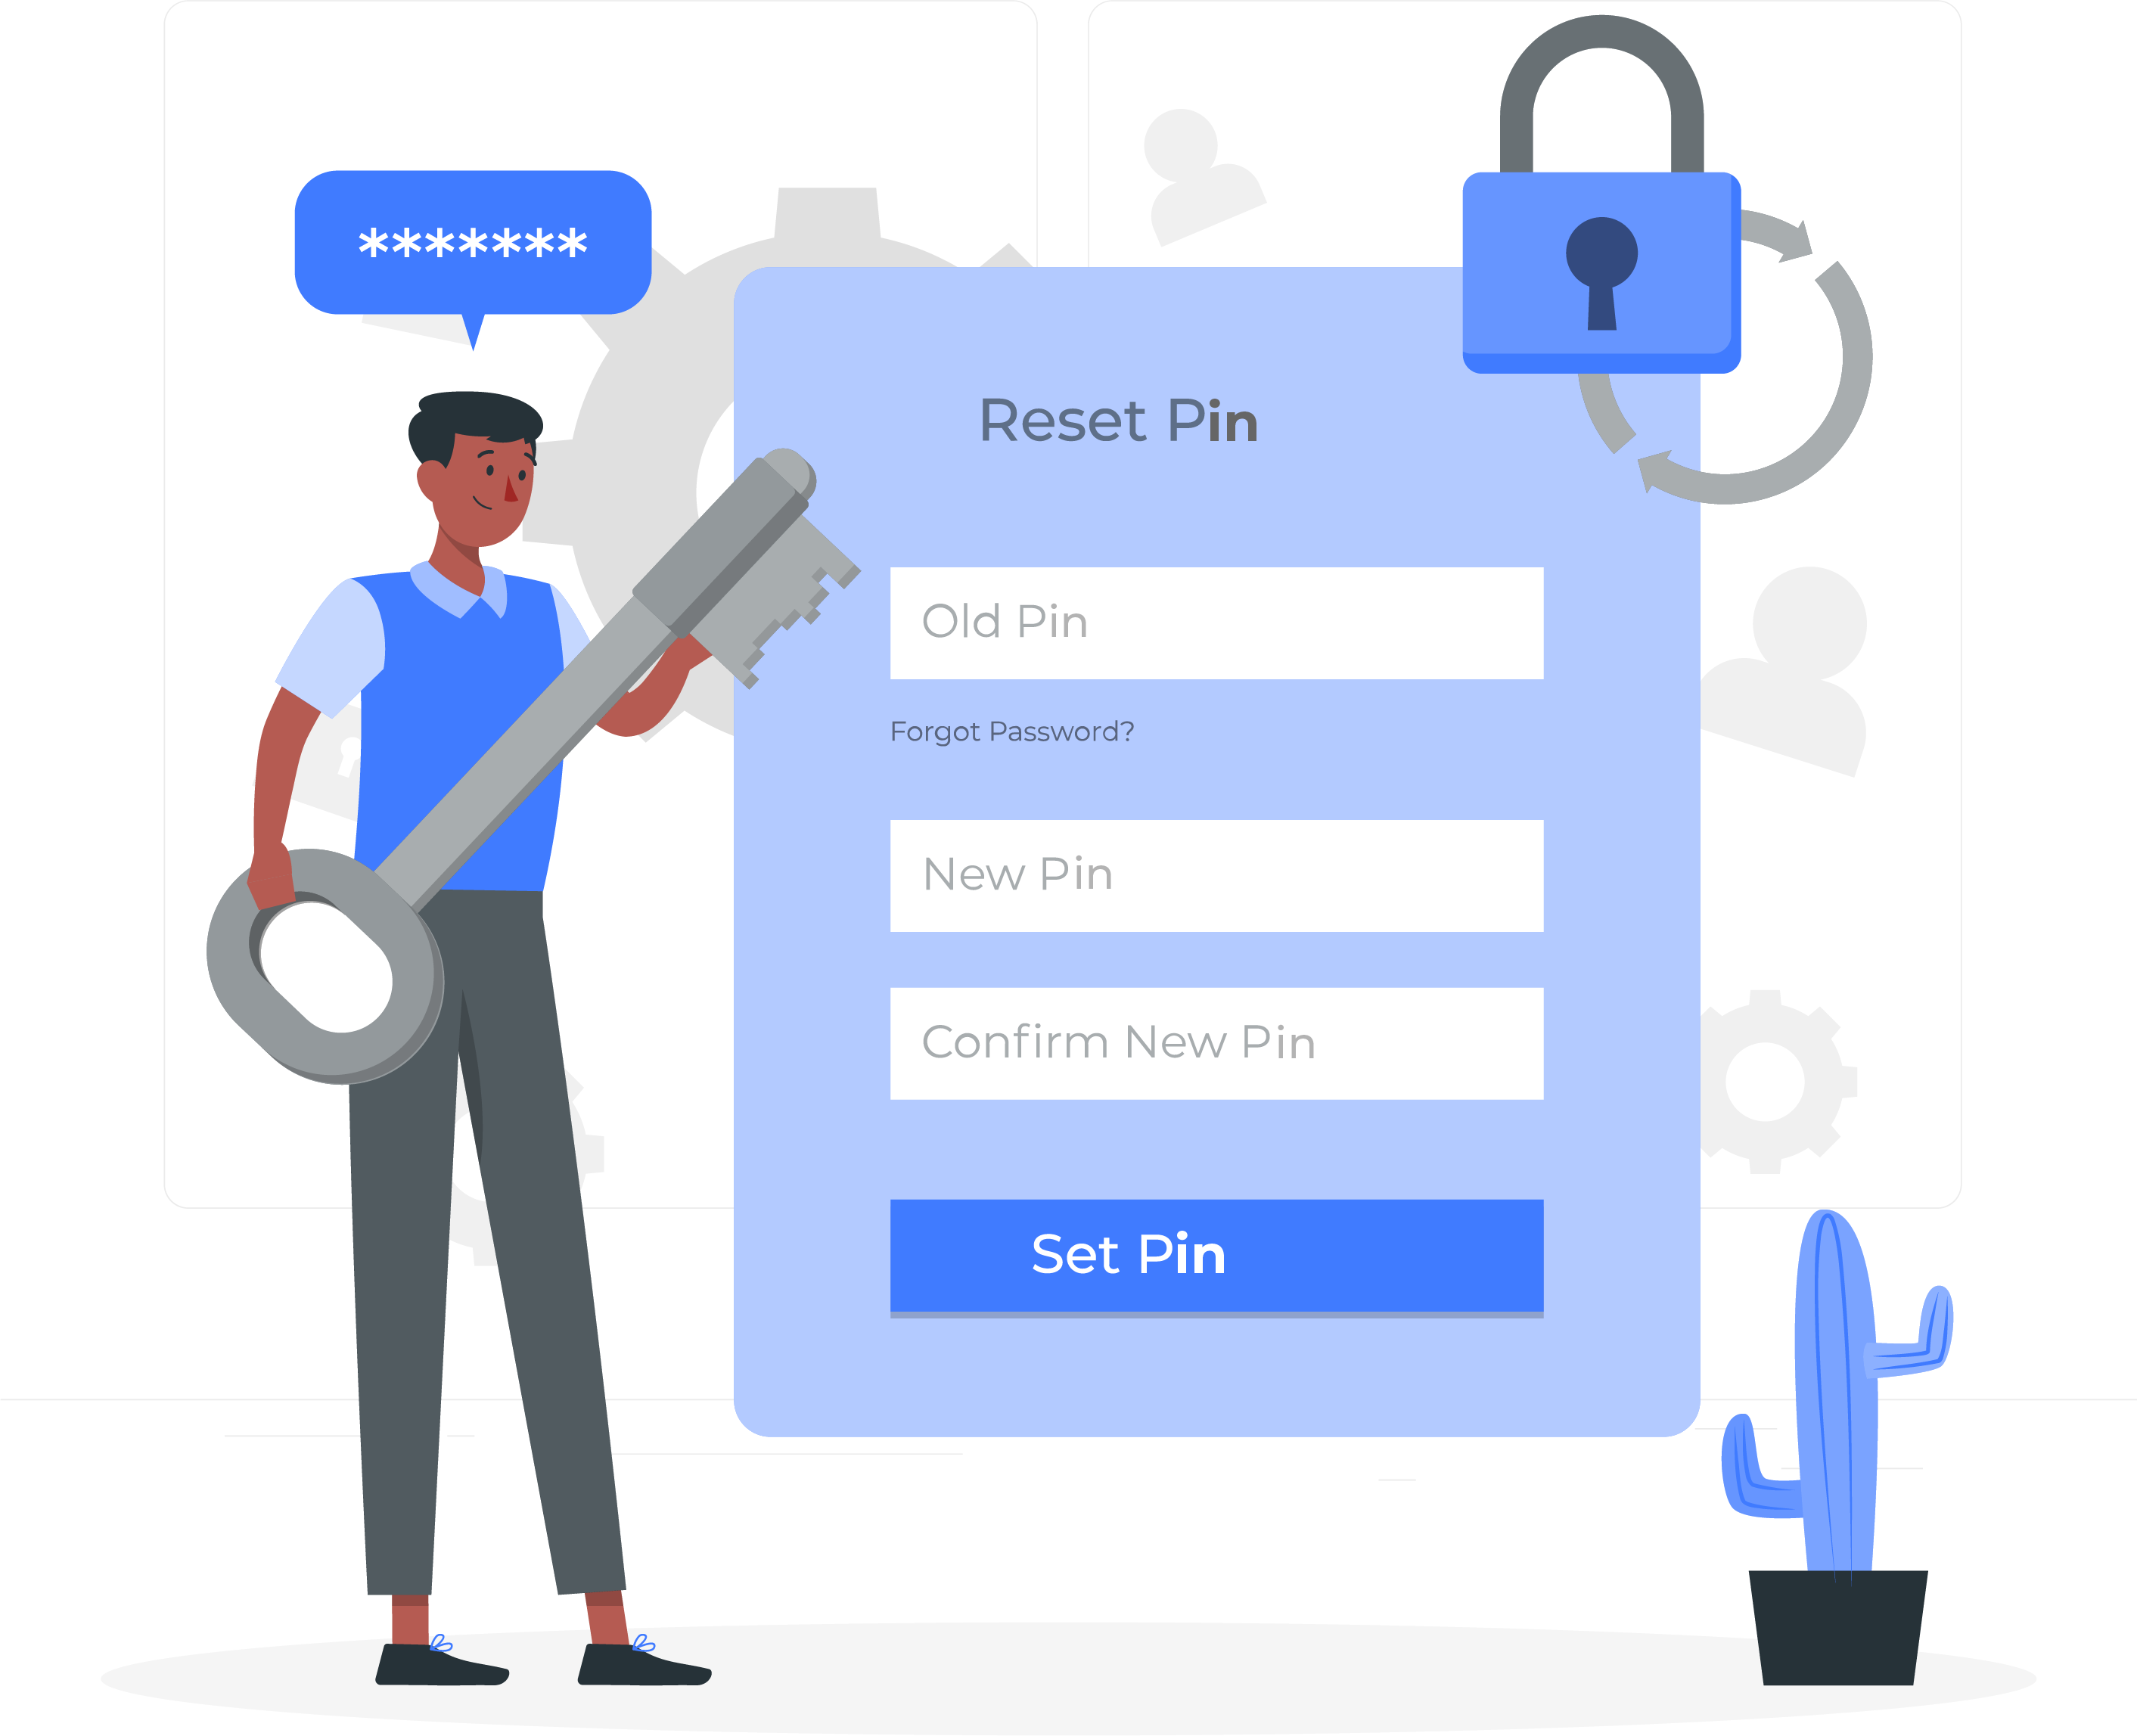 *******
Reset Pin
Old Pin
Forgot Password?
New Pin
Confirm New Pin
Set Pin